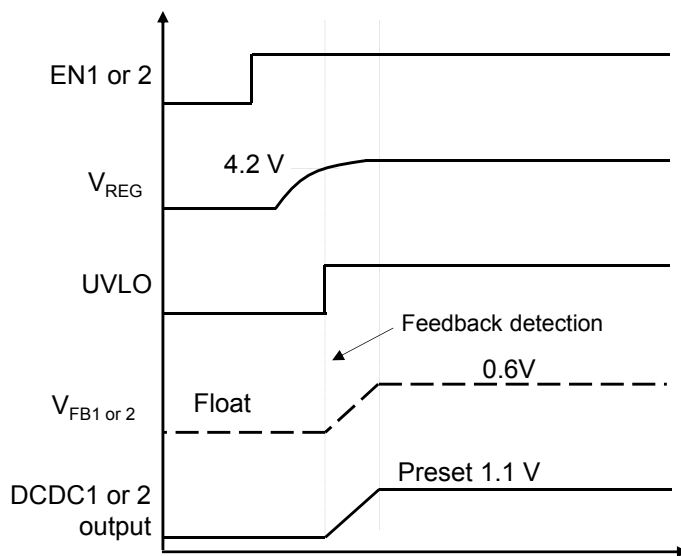 EN1 or 2
4.2 V
VREG
UVLO
Feedback detection
0.6V
Float
VFB1 or 2
Preset 1.1 V
DCDC1 or 2
output